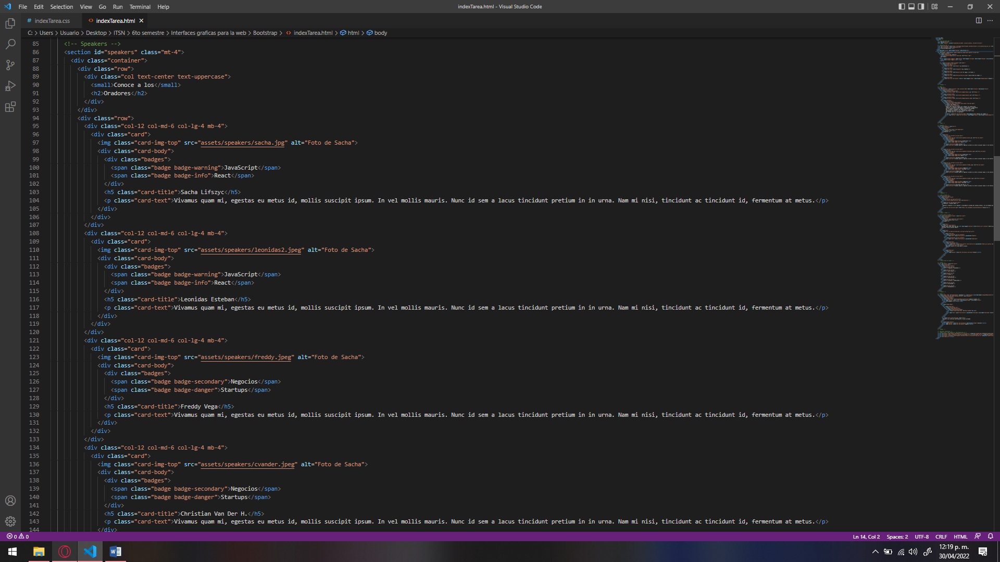 File Edit Selection View Go Run Terminal Help
indexTarea.html - Visual Studio Code
# indexTarea.css <> indexTarea.html ×
C: > Users > Usuario > Desktop > ITSN > 6to semestre > Interfaces graficas para la web > Bootstrap > <> indexTarea.html > html > body
85 <!-- Speakers -->
86 <section id="speakers" class="mt-4">
87 <div class="container">
88 <div class="row">
89 <div class="col text-center text-uppercase">
90 <small>Conoce a los</small>
91 <h2>Oradores</h2>
92 </div>
93 </div>
94 <div class="row">
95 <div class="col-12 col-md-6 col-lg-4 mb-4">
96 <div class="card">
97 <img class="card-img-top" src="assets/speakers/sacha.jpg" alt="Foto de Sacha">
98 <div class="card-body">
99 <div class="badges">
100 <span class="badge badge-warning">JavaScript</span>
101 <span class="badge badge-info">React</span>
102 </div>
103 <h5 class="card-title">Sacha Lifszyc</h5>
104 <p class="card-text">Vivamus quam mi, egestas eu metus id, mollis suscipit ipsum. In vel mollis mauris. Nunc id sem a lacus tincidunt pretium in in urna. Nam mi nisi, tincidunt ac tincidunt id, fermentum at metus.</p>
105 </div>
106 </div>
107 </div>
108 <div class="col-12 col-md-6 col-lg-4 mb-4">
109 <div class="card">
110 <img class="card-img-top" src="assets/speakers/leonidas2.jpeg" alt="Foto de Sacha">
111 <div class="card-body">
112 <div class="badges">
113 <span class="badge badge-warning">JavaScript</span>
114 <span class="badge badge-info">React</span>
115 </div>
116 <h5 class="card-title">Leonidas Esteban</h5>
117 <p class="card-text">Vivamus quam mi, egestas eu metus id, mollis suscipit ipsum. In vel mollis mauris. Nunc id sem a lacus tincidunt pretium in in urna. Nam mi nisi, tincidunt ac tincidunt id, fermentum at metus.</p>
118 </div>
119 </div>
120 </div>
121 <div class="col-12 col-md-6 col-lg-4 mb-4">
122 <div class="card">
123 <img class="card-img-top" src="assets/speakers/freddy.jpeg" alt="Foto de Sacha">
124 <div class="card-body">
125 <div class="badges">
126 <span class="badge badge-secondary">Negocios</span>
127 <span class="badge badge-danger">Startups</span>
128 </div>
129 <h5 class="card-title">Freddy Vega</h5>
130 <p class="card-text">Vivamus quam mi, egestas eu metus id, mollis suscipit ipsum. In vel mollis mauris. Nunc id sem a lacus tincidunt pretium in in urna. Nam mi nisi, tincidunt ac tincidunt id, fermentum at metus.</p>
131 </div>
132 </div>
133 </div>
134 <div class="col-12 col-md-6 col-lg-4 mb-4">
135 <div class="card">
136 <img class="card-img-top" src="assets/speakers/cvander.jpeg" alt="Foto de Sacha">
137 <div class="card-body">
138 <div class="badges">
139 <span class="badge badge-secondary">Negocios</span>
140 <span class="badge badge-danger">Startups</span>
141 </div>
142 <h5 class="card-title">Christian Van Der H.</h5>
143 <p class="card-text">Vivamus quam mi, egestas eu metus id, mollis suscipit ipsum. In vel mollis mauris. Nunc id sem a lacus tincidunt pretium in in urna. Nam mi nisi, tincidunt ac tincidunt id, fermentum at metus.</p>
144 </div>
0 0 Ln 14, Col 2 Spaces: 2 UTF-8 CRLF HTML
12:19 p. m.
30/04/2022